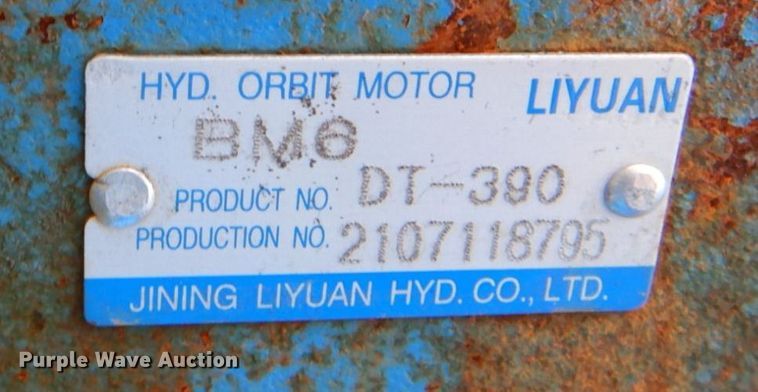 HYD. ORBIT MOTOR LIYUAN
BM6
PRODUCT NO. DT-390
PRODUCTION NO. 2107118795
JINING LIYUAN HYD. CO., LTD.
Purple Wave Auction